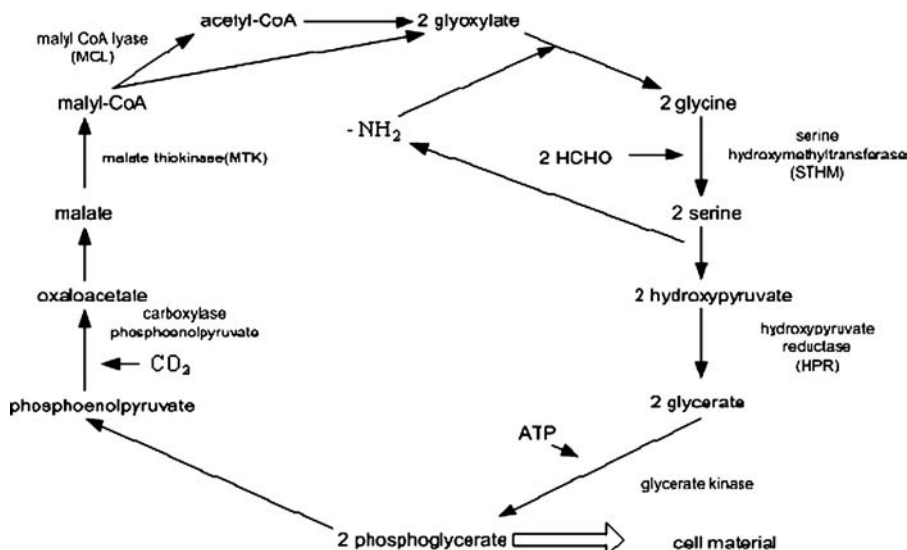 acetyl-CoA
2 glyoxylate
malyl CoA lyase
(MCL)
malyl-CoA
- NH2
2 glycine
2 HCHO
serine
hydroxymethyltransferase
(STHM)
malate thiokinase(MTK)
malate
2 serine
oxaloacetate
2 hydroxypyruvate
carboxylase
phosphoenolpyruvate
CO2
hydroxypyruvate
reductase
(HPR)
phosphoenolpyruvate
2 glycerate
ATP
glycerate kinase
2 phosphoglycerate
cell material